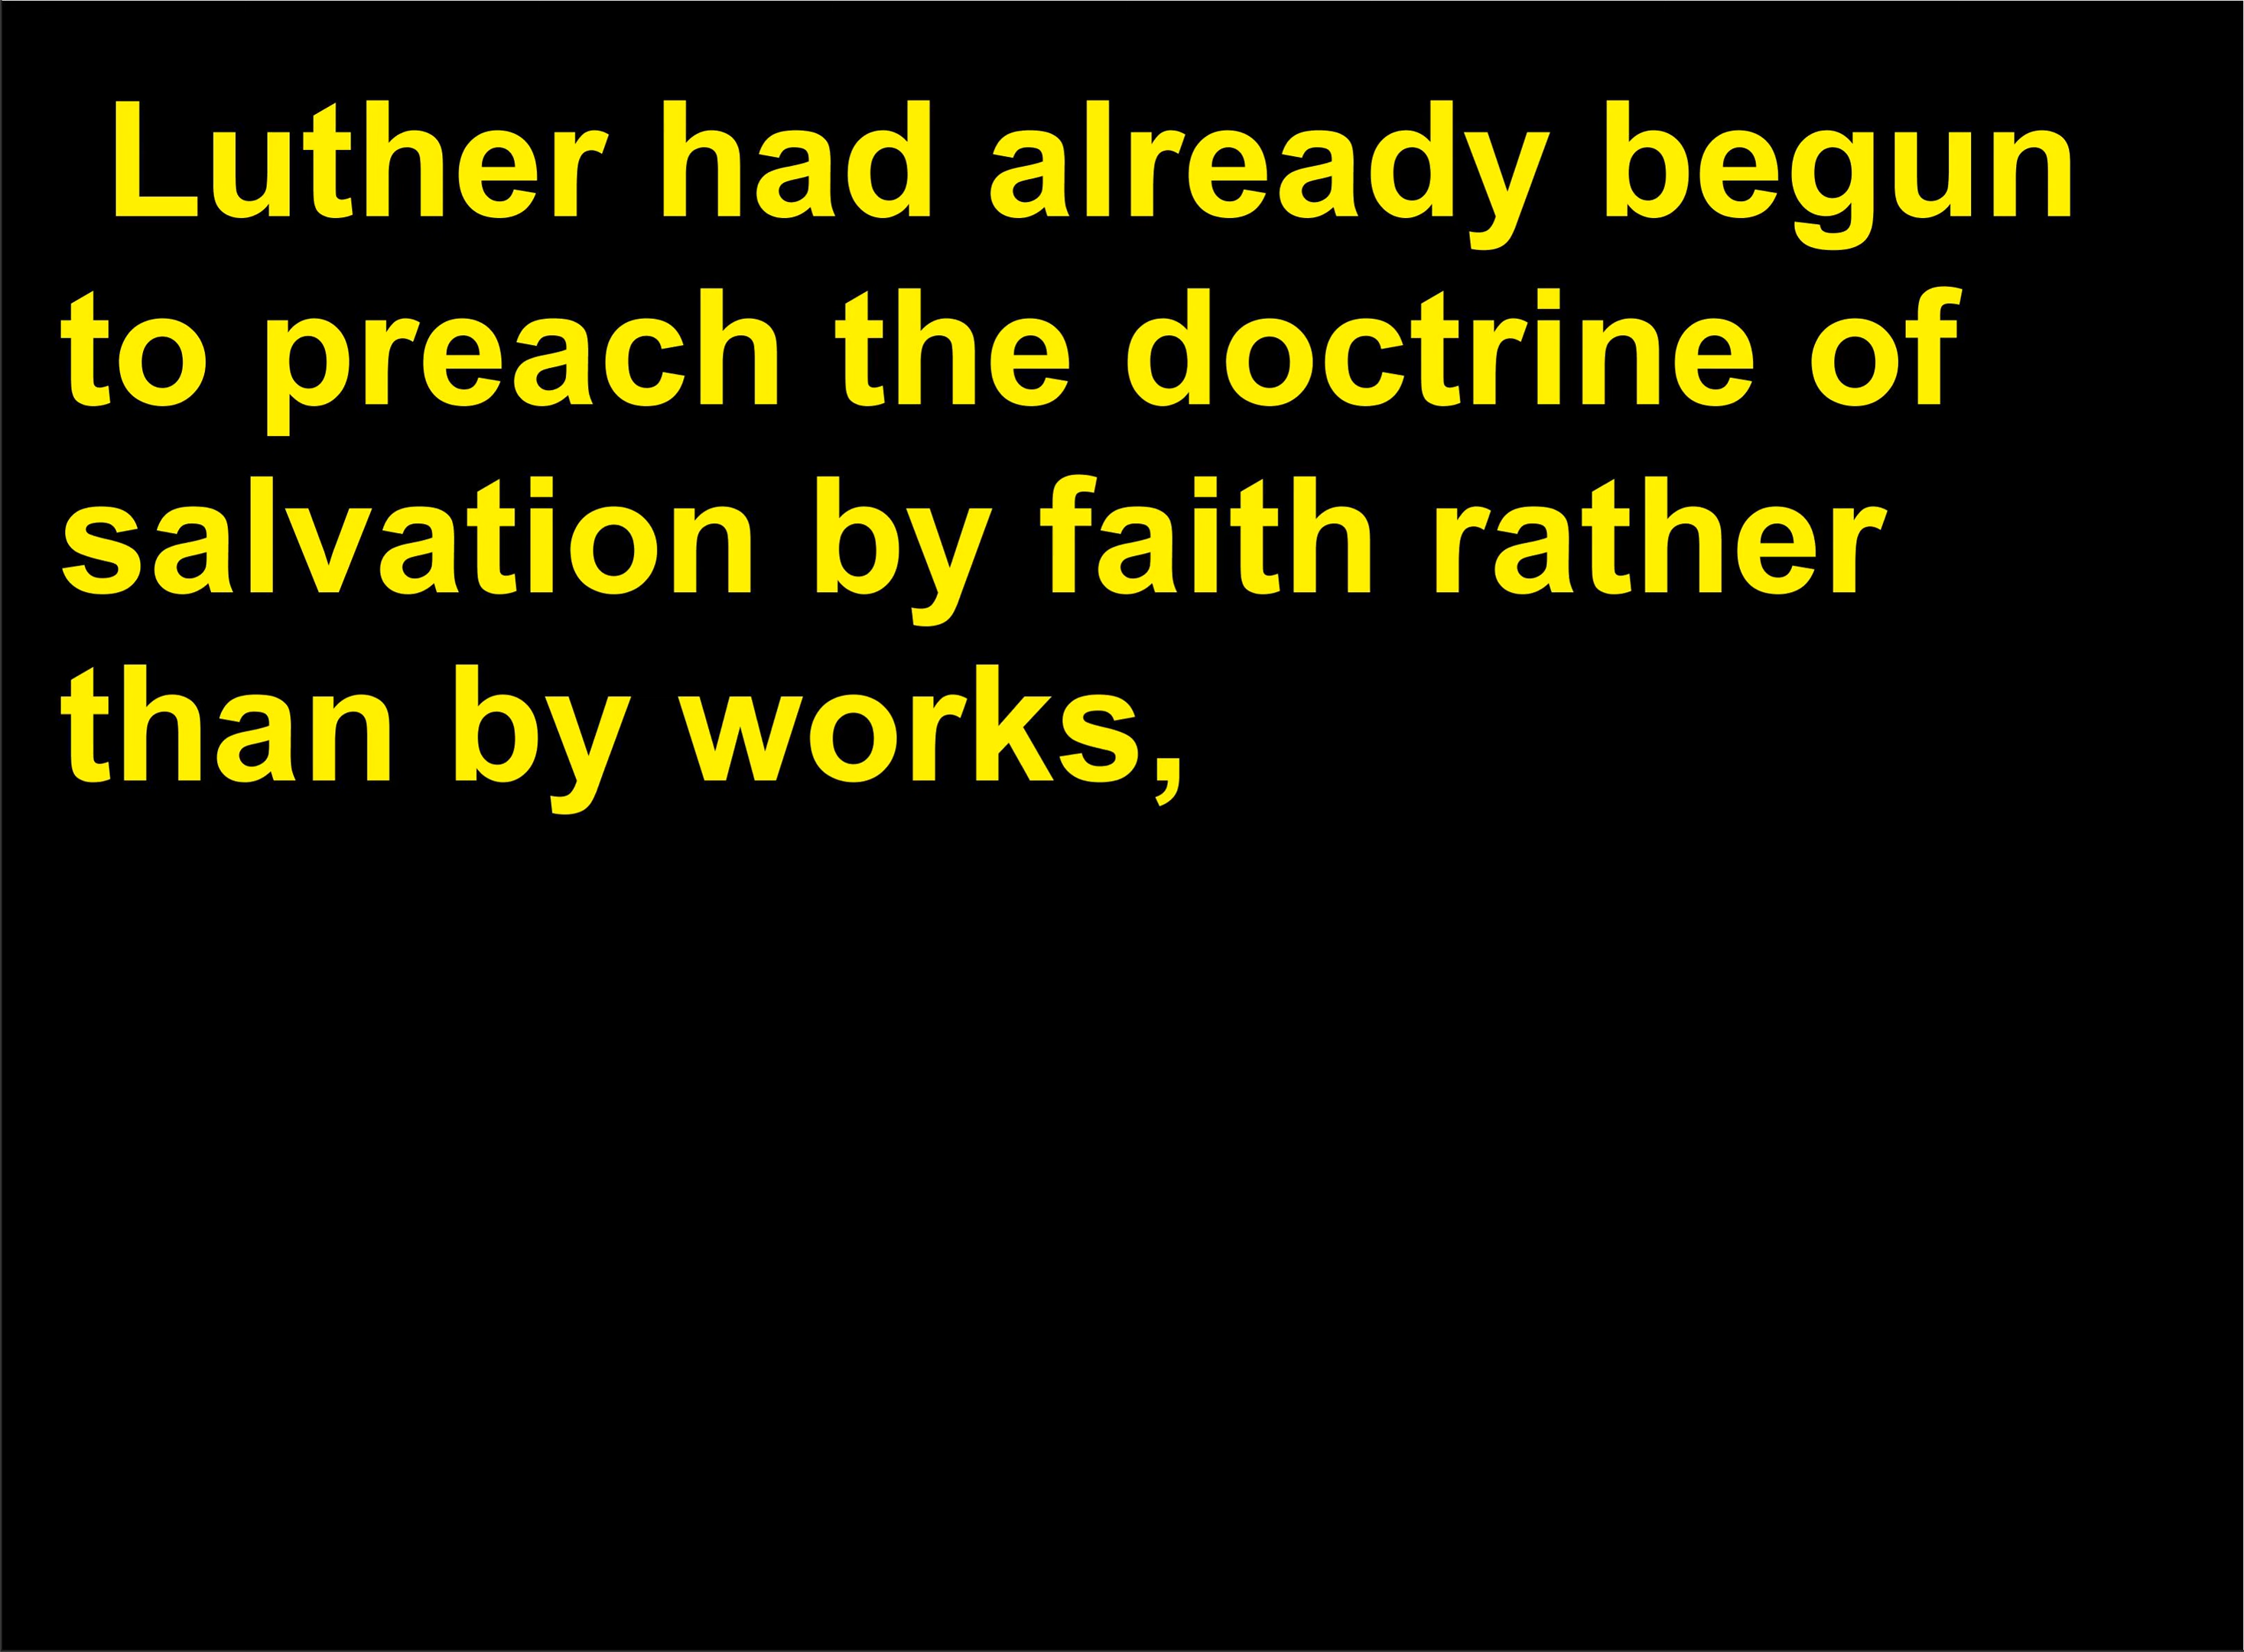 Luther had already begun
to preach the doctrine of
salvation by faith rather
than by works,